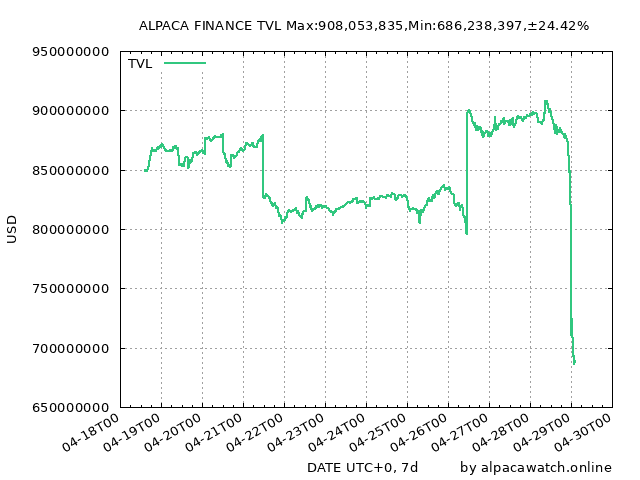 ALPACA FINANCE TVL Max:908,053,835,Min:686,238,397,±24.42%
TVL
950000000
900000000
850000000
800000000
750000000
700000000
650000000
USD
04-18T00
04-19T00
04-20T00
04-21T00
04-22T00
04-23T00
04-24T00
04-25T00
04-26T00
04-27T00
04-28T00
04-29T00
04-30T00
DATE UTC+0, 7d
by alpacawatch.online